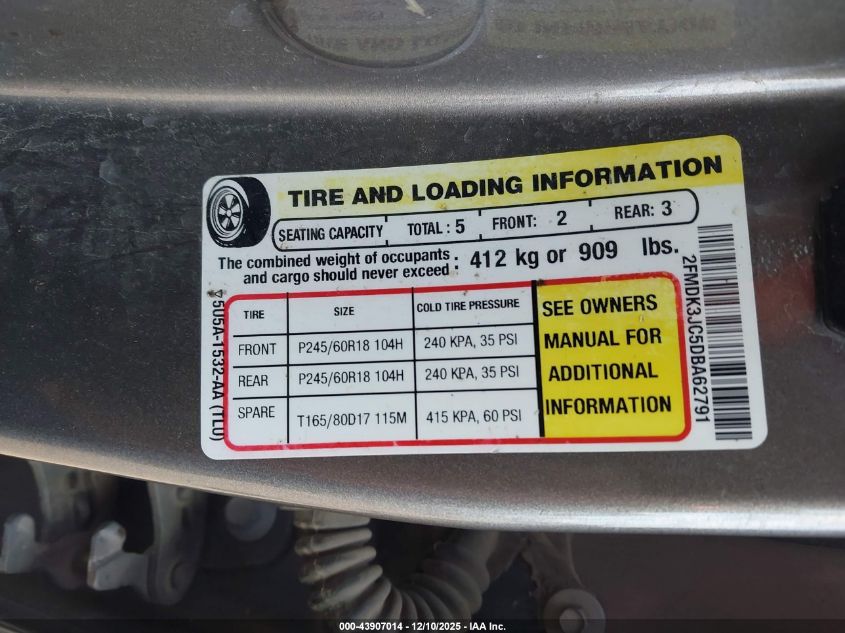 TIRE AND LOADING INFORMATION
SEATING CAPACITY TOTAL : 5 FRONT: 2 REAR: 3
The combined weight of occupants and cargo should never exceed : 412 kg or 909 lbs.
TIRE SIZE COLD TIRE PRESSURE
FRONT P245/60R18 104H 240 KPA, 35 PSI
REAR P245/60R18 104H 240 KPA, 35 PSI
SPARE T165/80D17 115M 415 KPA, 60 PSI
SEE OWNERS
MANUAL FOR
ADDITIONAL
INFORMATION
5U5A-1532-AA (TLU)
2FMDK3JC5DBA62791
000-43907014 - 12/10/2025 - IAA Inc.